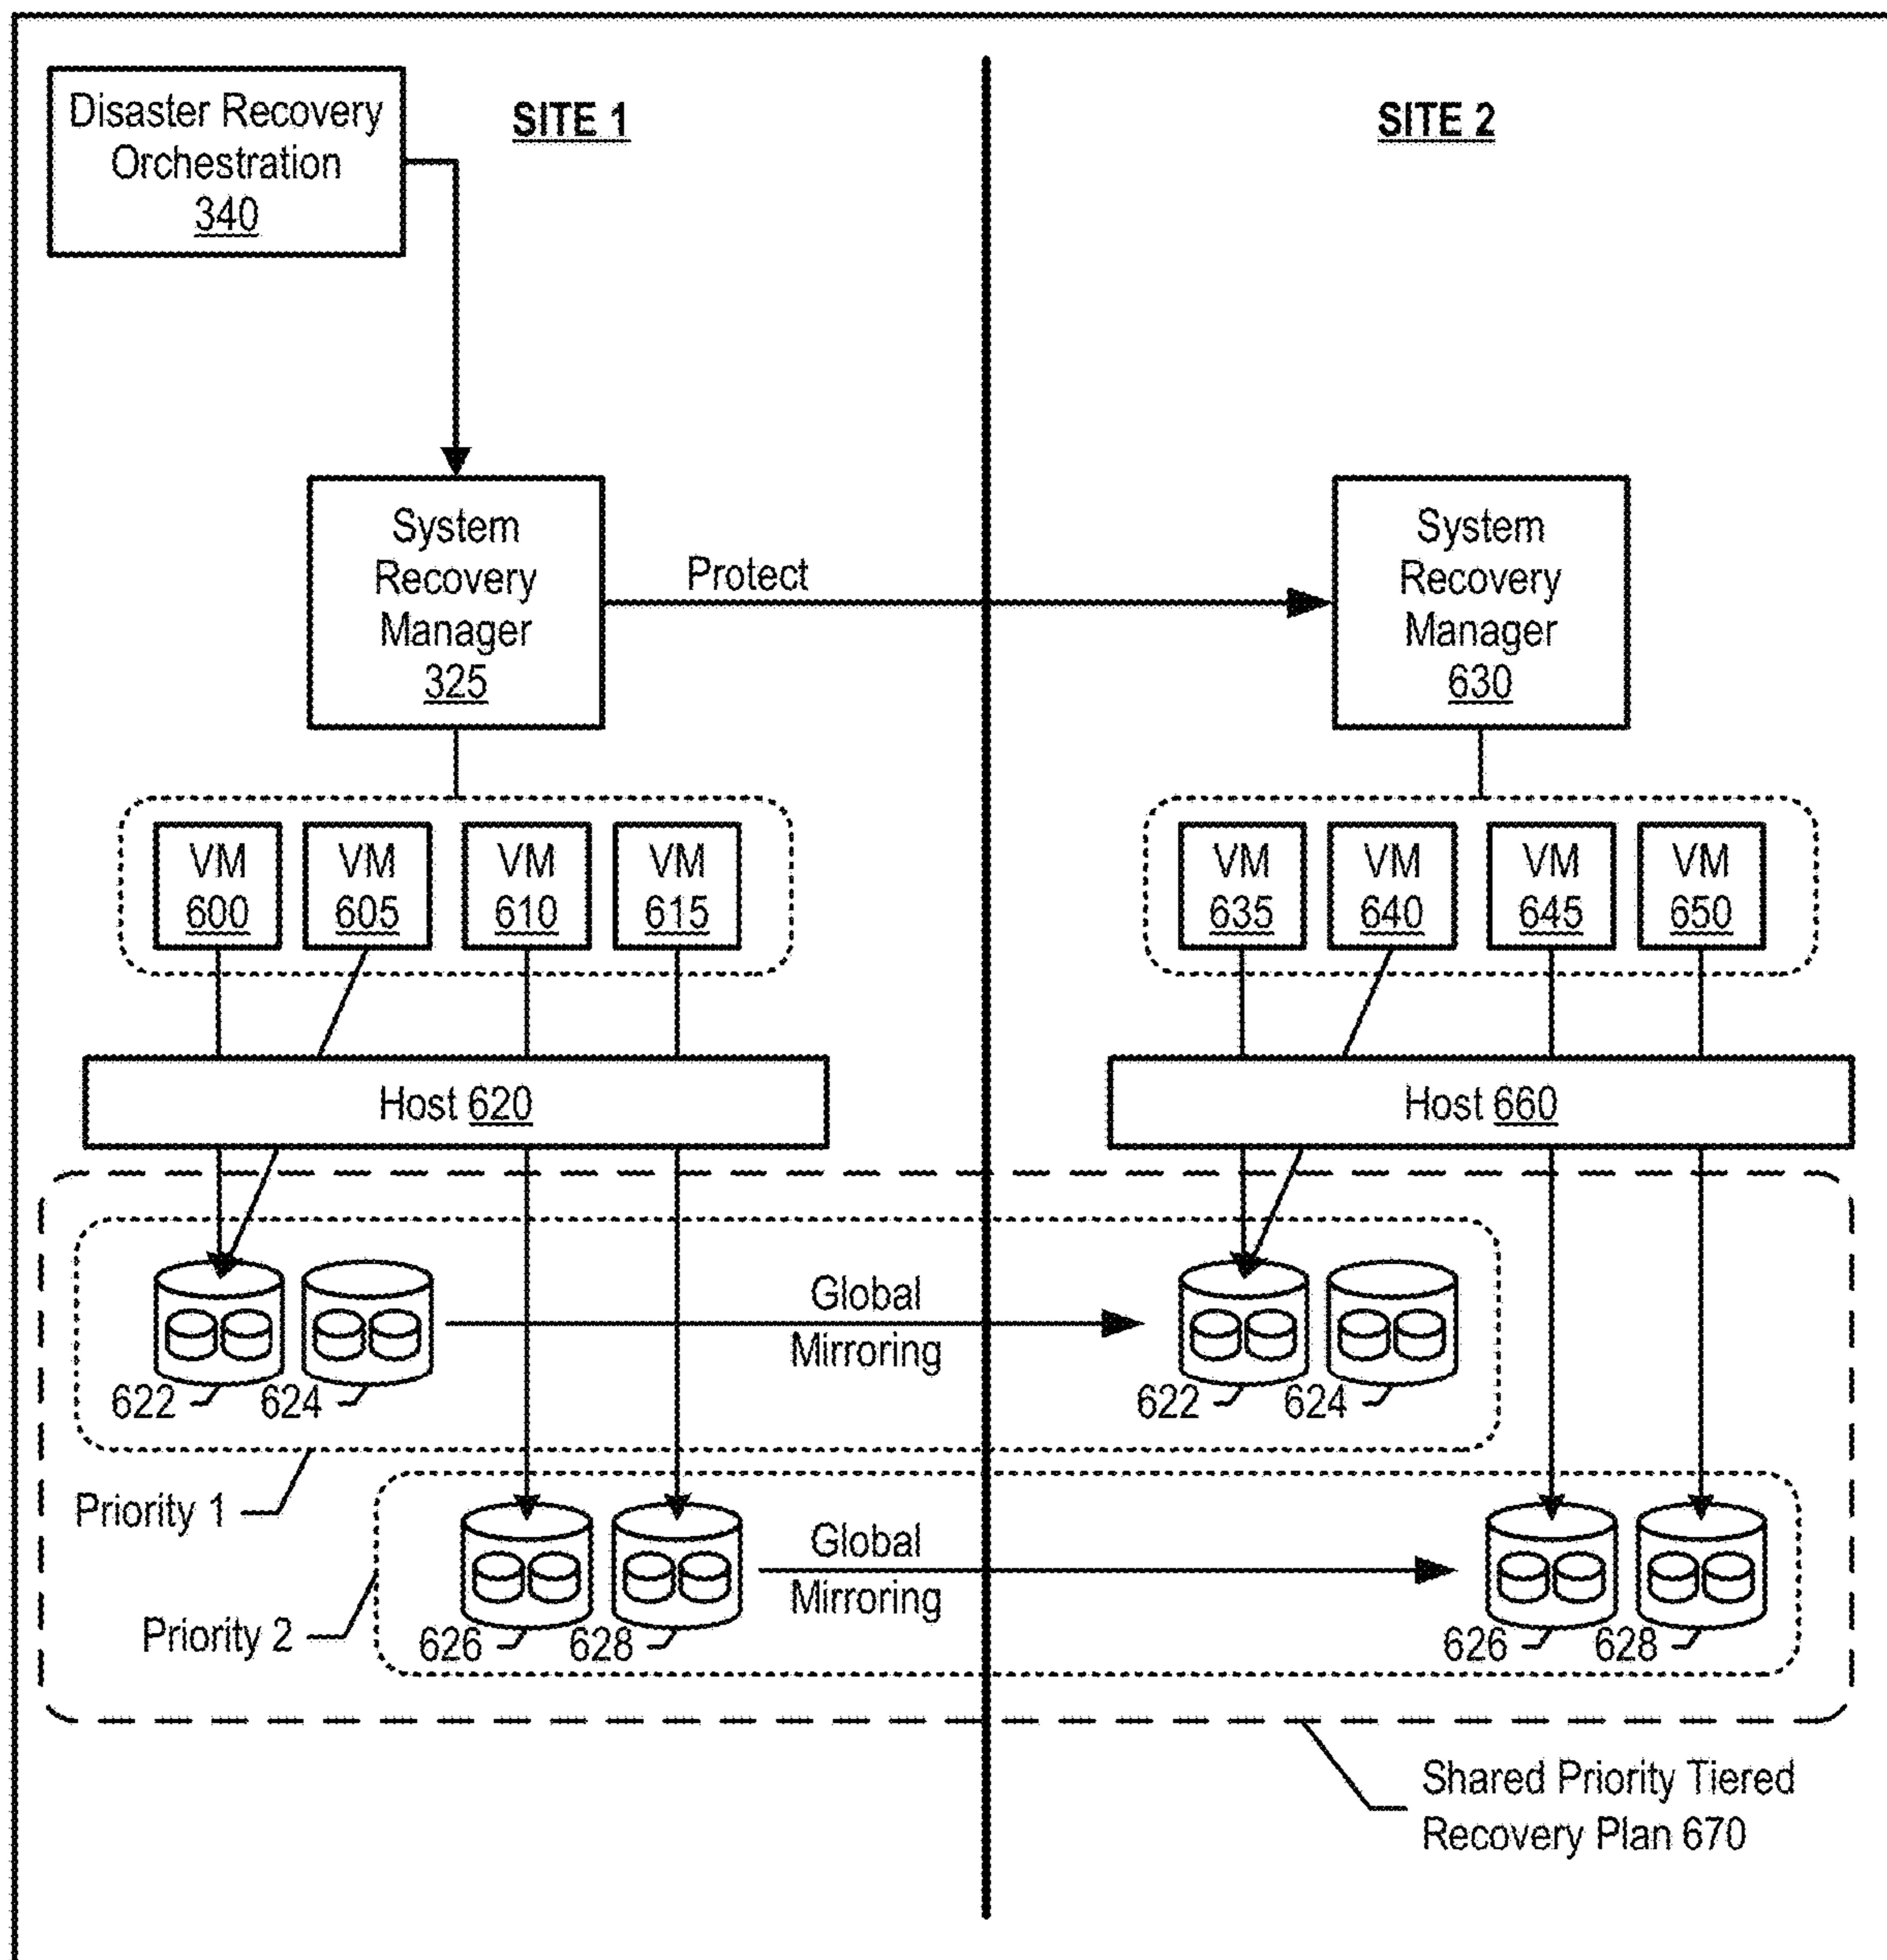 Disaster Recovery
Orchestration
340
SITE 1
SITE 2
System
Recovery
Manager
325
Protect
System
Recovery
Manager
630
VM
600
VM
605
VM
610
VM
615
VM
635
VM
640
VM
645
VM
650
Host 620
Host 660
Global
Mirroring
622
624
622
624
Priority 1
Global
Mirroring
Priority 2
626
628
626
628
Shared Priority Tiered
Recovery Plan 670